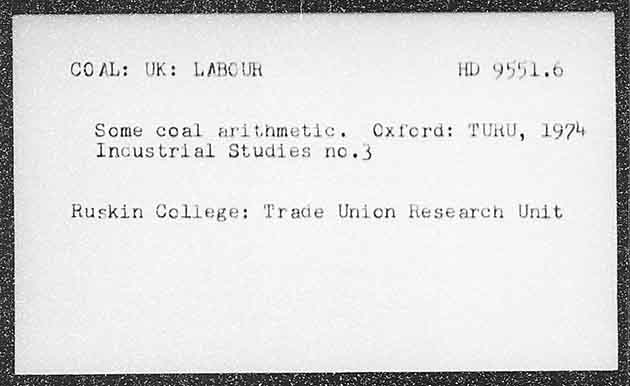 COAL: UK: LABOUR HD 9551.6
Some coal arithmetic. Oxford: TURU, 1974
Industrial Studies no.3
Ruskin College: Trade Union Research Unit